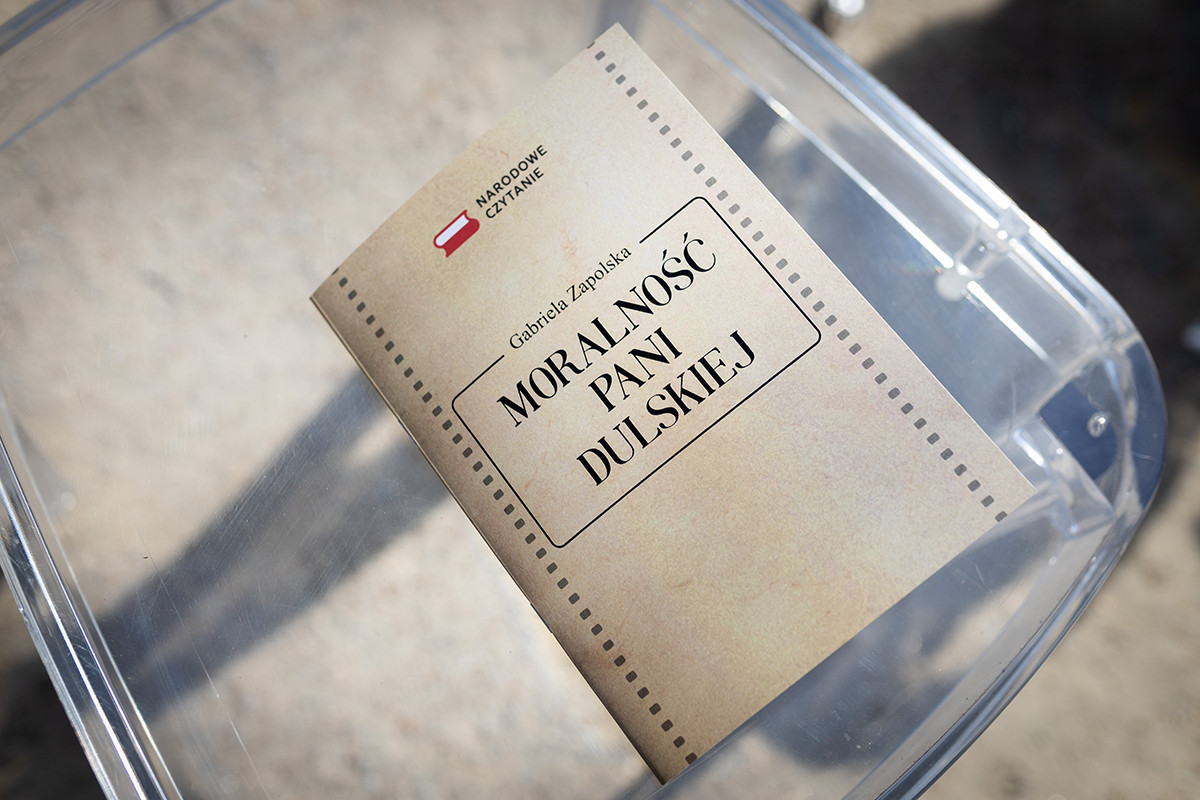 NARODOWE
CZYTANIE
Gabriela Zapolska
MORALNOŚĆ
PANI
DULSKIEJ